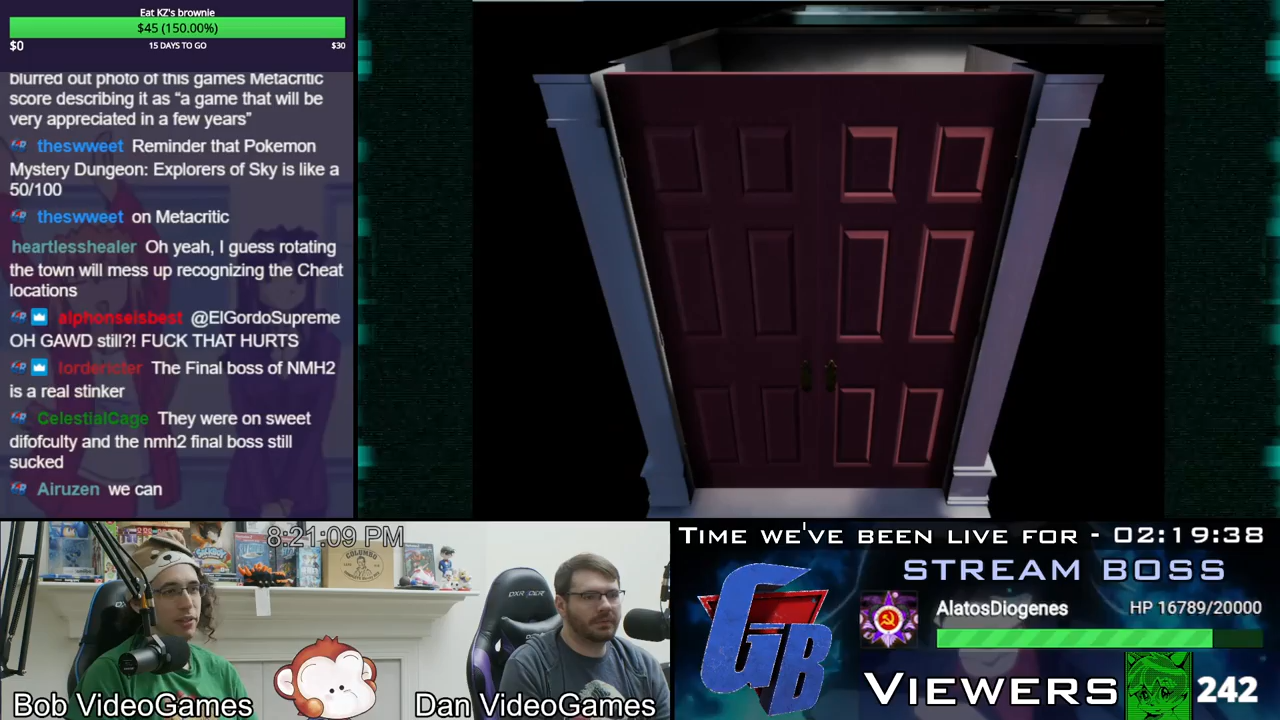 Eat KZ's brownie
$45 (150.00%)
$0
15 DAYS TO GO
$30
blurred out photo of this games Metacritic
score describing it as “a game that will be
very appreciated in a few years”
theswweet Reminder that Pokemon
Mystery Dungeon: Explorers of Sky is like a
50/100
theswweet on Metacritic
heartlesshealer Oh yeah, I guess rotating
the town will mess up recognizing the Cheat
locations
alphonseisbest @ElGordoSupreme
OH GAWD still?! FUCK THAT HURTS
lordericter The Final boss of NMH2
is a real stinker
CelestialCage They were on sweet
difofculty and the nmh2 final boss still
sucked
Airuzen we can
8:21:09 PM
COLUMBO
DXRACER
Bob VideoGames
Dan VideoGames
Time we've been live for - 02:19:38
Stream Boss
AlatosDiogenes
HP 16789/20000
GB
Viewers
242